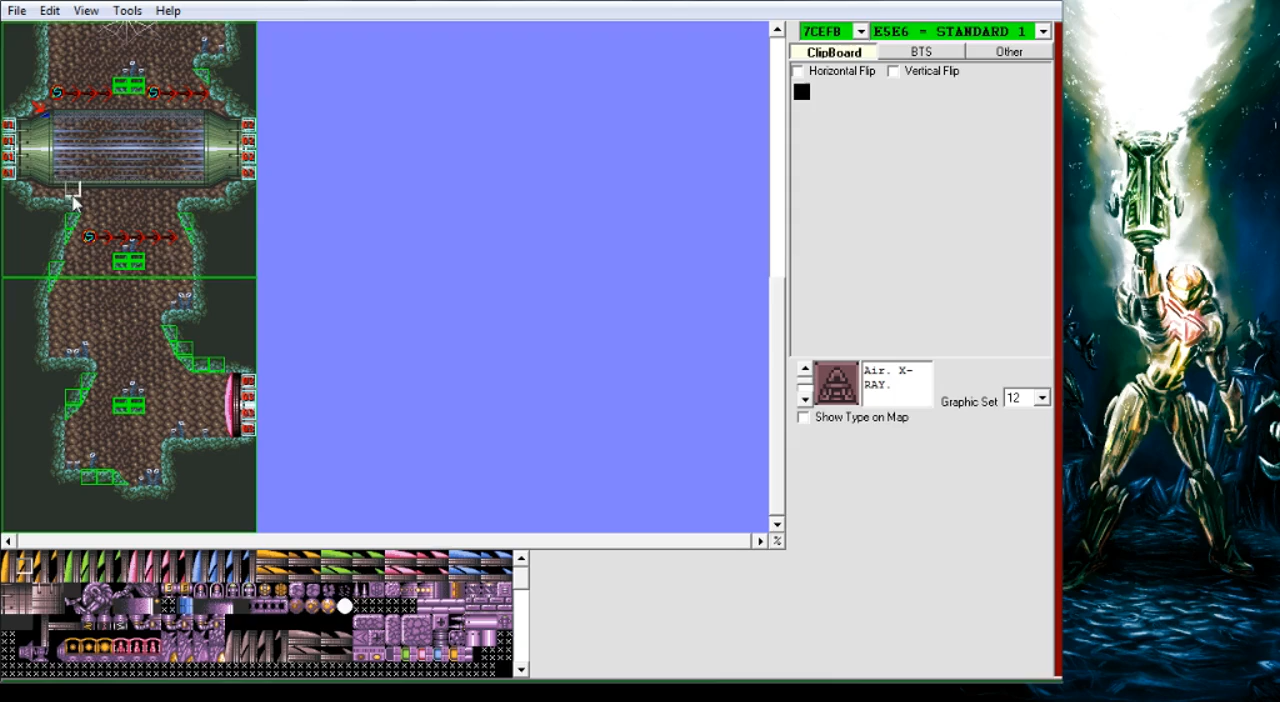 File Edit View Tools Help
7CEFB E5E6 = STANDARD 1
ClipBoard BTS Other
Horizontal Flip Vertical Flip
Air. X-
RAY.
Graphic Set 12
Show Type on Map